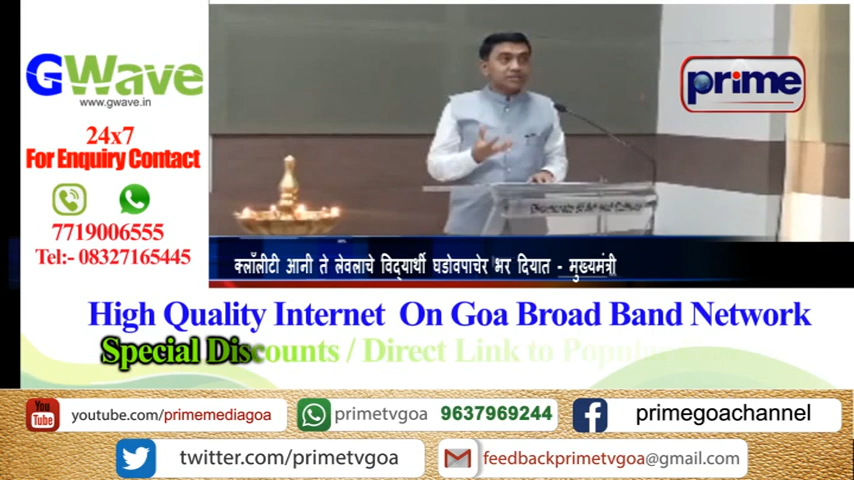 GWave
www.gwave.in
24x7
For Enquiry Contact
7719006555
Tel:- 08327165445
prime
क्लॉलीटी आनी ते लेवलाचे विद्यार्थी घडोवपाचेर भर दियात - मुख्यमंत्री
High Quality Internet On Goa Broad Band Network
Special Discounts / Direct Link to
You Tube youtube.com/primemediagoa
primetvgoa 9637969244
primegoachannel
twitter.com/primetvgoa
feedbackprimetvgoa@gmail.com